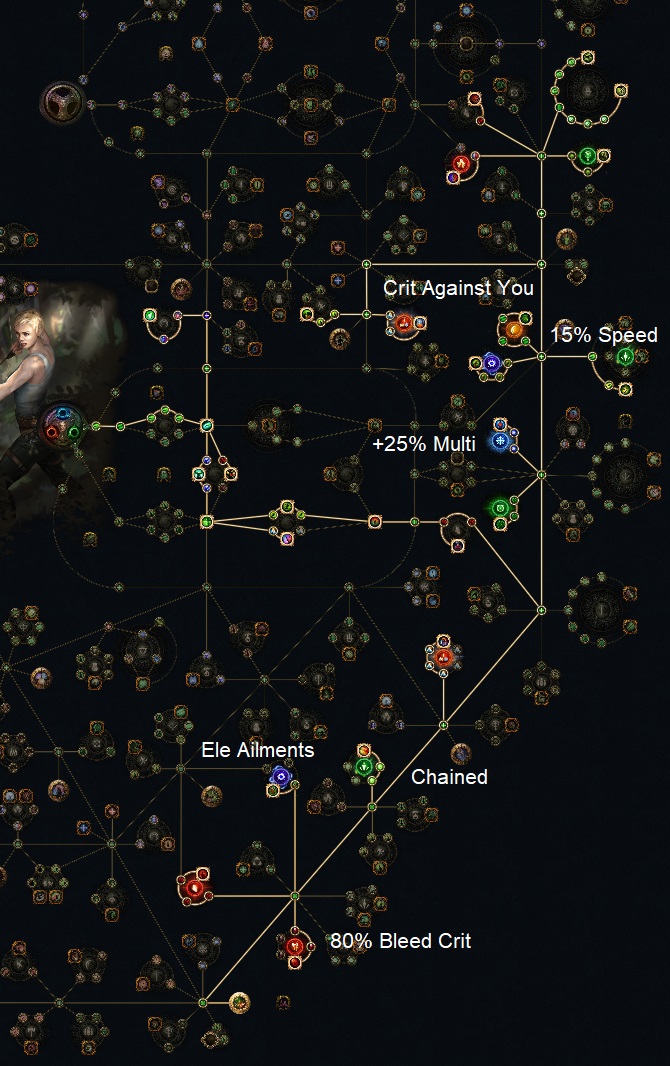 Crit Against You
15% Speed
+25% Multi
Ele Ailments
Chained
80% Bleed Crit